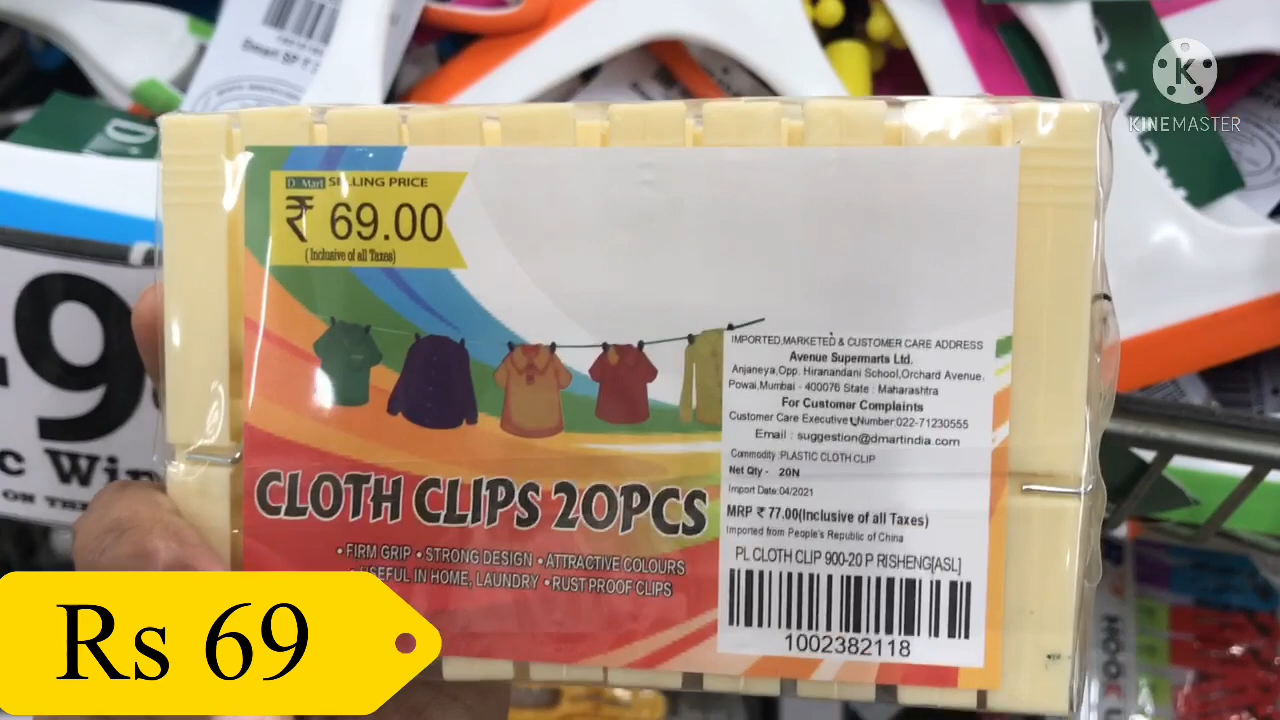 K
KINEMASTER
D Mart SELLING PRICE
₹ 69.00
(Inclusive of all Taxes)
IMPORTED,MARKETED & CUSTOMER CARE ADDRESS
Avenue Supermarts Ltd.
Anjaneya,Opp. Hiranandani School,Orchard Avenue,
Powai,Mumbai - 400076 State : Maharashtra
For Customer Complaints
Customer Care Executive Number:022-71230555
Email : suggestion@dmartindia.com
Commodity :PLASTIC CLOTH CLIP
Net Qty - 20N
Import Date:04/2021
MRP ₹ 77.00(Inclusive of all Taxes)
Imported from People's Republic of China
PL CLOTH CLIP 900-20 P RISHENG[ASL]
1002382118
CLOTH CLIPS 20PCS
• FIRM GRIP • STRONG DESIGN • ATTRACTIVE COLOURS
• USEFUL IN HOME, LAUNDRY • RUST PROOF CLIPS
9
c Win
ON THE
Rs 69